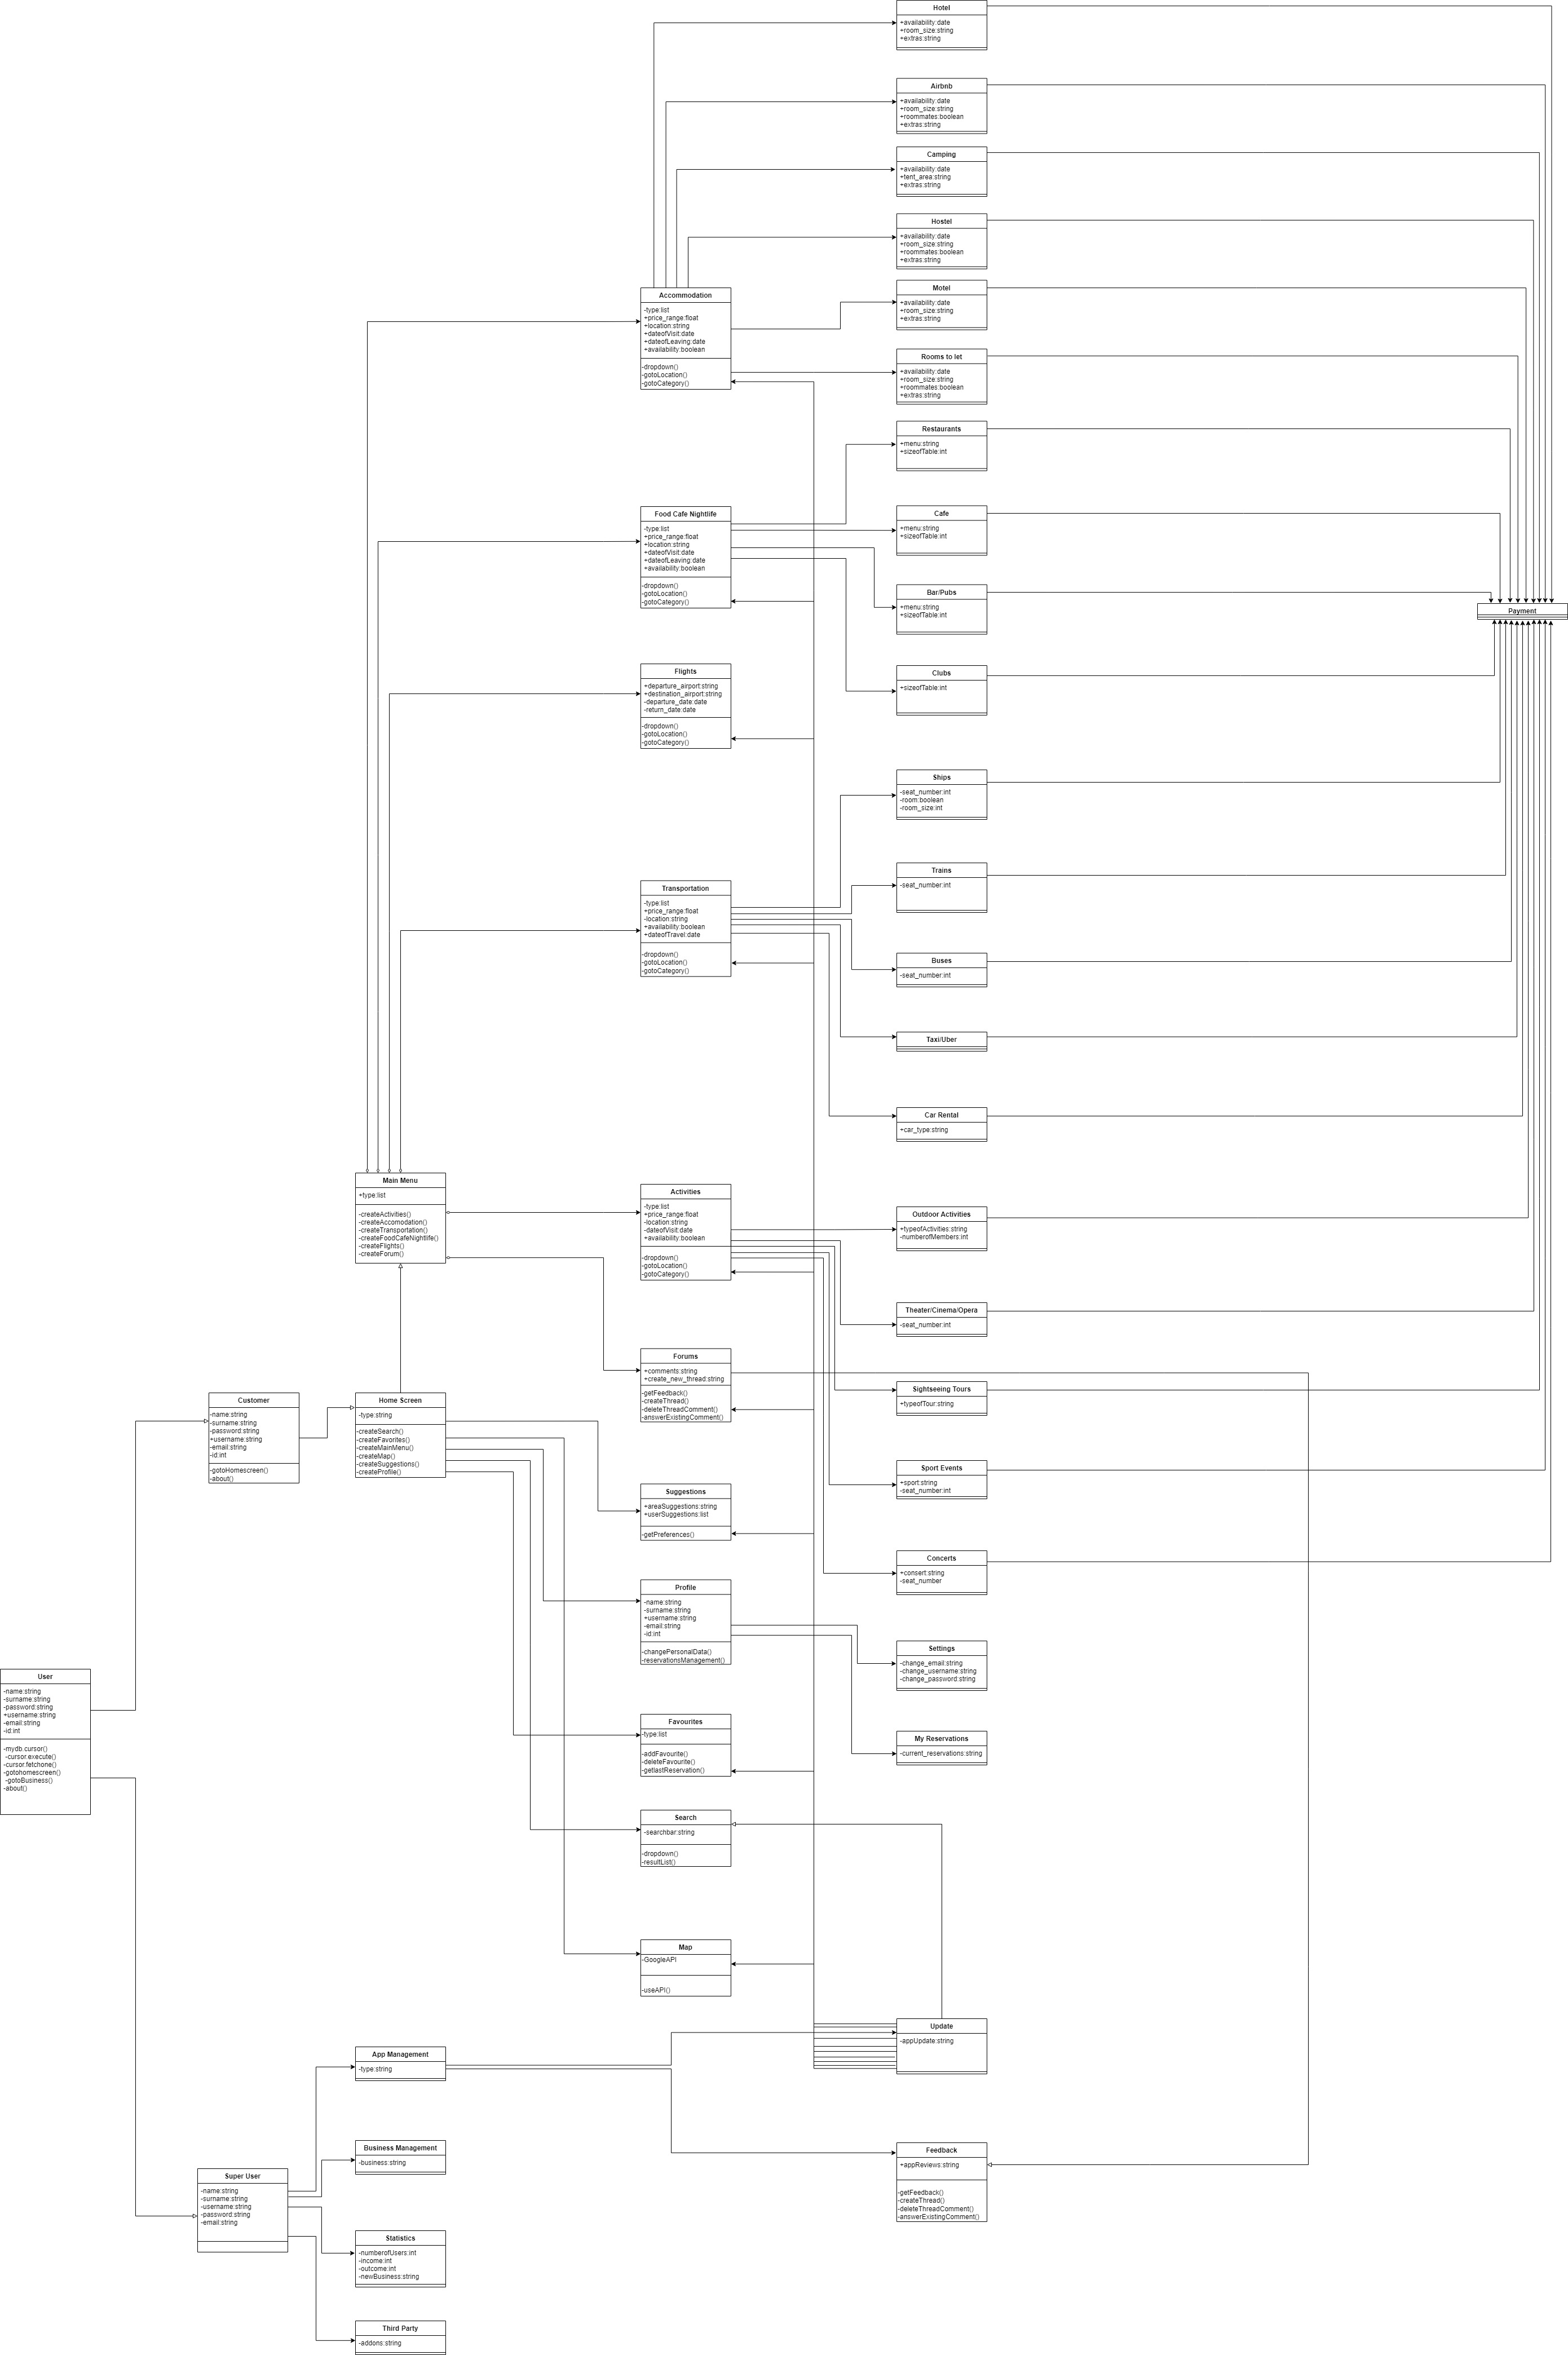 Hotel
+availability:date
+room_size:string
+extras:string
Airbnb
+availability:date
+room_size:string
+roommates:boolean
+extras:string
Camping
+availability:date
+tent_area:string
+extras:string
Hostel
+availability:date
+room_size:string
+roommates:boolean
+extras:string
Motel
+availability:date
+room_size:string
+extras:string
Rooms to let
+availability:date
+room_size:string
+roommates:boolean
+extras:string
Accommodation
-type:list
+price_range:float
+location:string
+dateofVisit:date
+dateofLeaving:date
+availability:boolean
-dropdown()
-gotoLocation()
-gotoCategory()
Restaurants
+menu:string
+sizeofTable:int
Cafe
+menu:string
+sizeofTable:int
Bar/Pubs
+menu:string
+sizeofTable:int
Clubs
+sizeofTable:int
Payment
Food Cafe Nightlife
-type:list
+price_range:float
+location:string
+dateofVisit:date
+dateofLeaving:date
+availability:boolean
-dropdown()
-gotoLocation()
-gotoCategory()
Flights
+departure_airport:string
+destination_airport:string
-departure_date:date
-return_date:date
-dropdown()
-gotoLocation()
-gotoCategory()
Ships
-seat_number:int
-room:boolean
-room_size:int
Trains
-seat_number:int
Buses
-seat_number:int
Taxi/Uber
Car Rental
+car_type:string
Transportation
-type:list
+price_range:float
-location:string
+availability:boolean
+dateofTravel:date
-dropdown()
-gotoLocation()
-gotoCategory()
Main Menu
+type:list
-createActivities()
-createAccomodation()
-createTransportation()
-createFoodCafeNightlife()
-createFlights()
-createForum()
Activities
-type:list
+price_range:float
-location:string
-dateofVisit:date
+availability:boolean
-dropdown()
-gotoLocation()
-gotoCategory()
Outdoor Activities
+typeofActivities:string
-numberofMembers:int
Theater/Cinema/Opera
-seat_number:int
Sightseeing Tours
+typeofTour:string
Sport Events
+sport:string
-seat_number:int
Concerts
+consert:string
-seat_number
Forums
+comments:string
+create_new_thread:string
-getFeedback()
-createThread()
-deleteThreadComment()
-answerExistingComment()
Customer
-name:string
-surname:string
-password:string
+username:string
-email:string
-id:int
-gotoHomescreen()
-about()
Home Screen
-type:string
-createSearch()
-createFavorites()
-createMainMenu()
-createMap()
-createSuggestions()
-createProfile()
Suggestions
+areaSuggestions:string
+userSuggestions:list
-getPreferences()
Profile
-name:string
-surname:string
+username:string
-email:string
-id:int
-changePersonalData()
-reservationsManagement()
Settings
-change_email:string
-change_username:string
-change_password:string
My Reservations
-current_reservations:string
User
-name:string
-surname:string
-password:string
+username:string
-email:string
-id:int
-mydb.cursor()
-cursor.execute()
-cursor.fetchone()
-gotohomescreen()
-gotoBusiness()
-about()
Favourites
-type:list
-addFavourite()
-deleteFavourite()
-getlastReservation()
Search
-searchbar:string
-dropdown()
-resultList()
Map
-GoogleAPI
-useAPI()
Update
-appUpdate:string
App Management
-type:string
Business Management
-business:string
Feedback
+appReviews:string
-getFeedback()
-createThread()
-deleteThreadComment()
-answerExistingComment()
Super User
-name:string
-surname:string
-username:string
-password:string
-email:string
Statistics
-numberofUsers:int
-income:int
-outcome:int
-newBusiness:string
Third Party
-addons:string